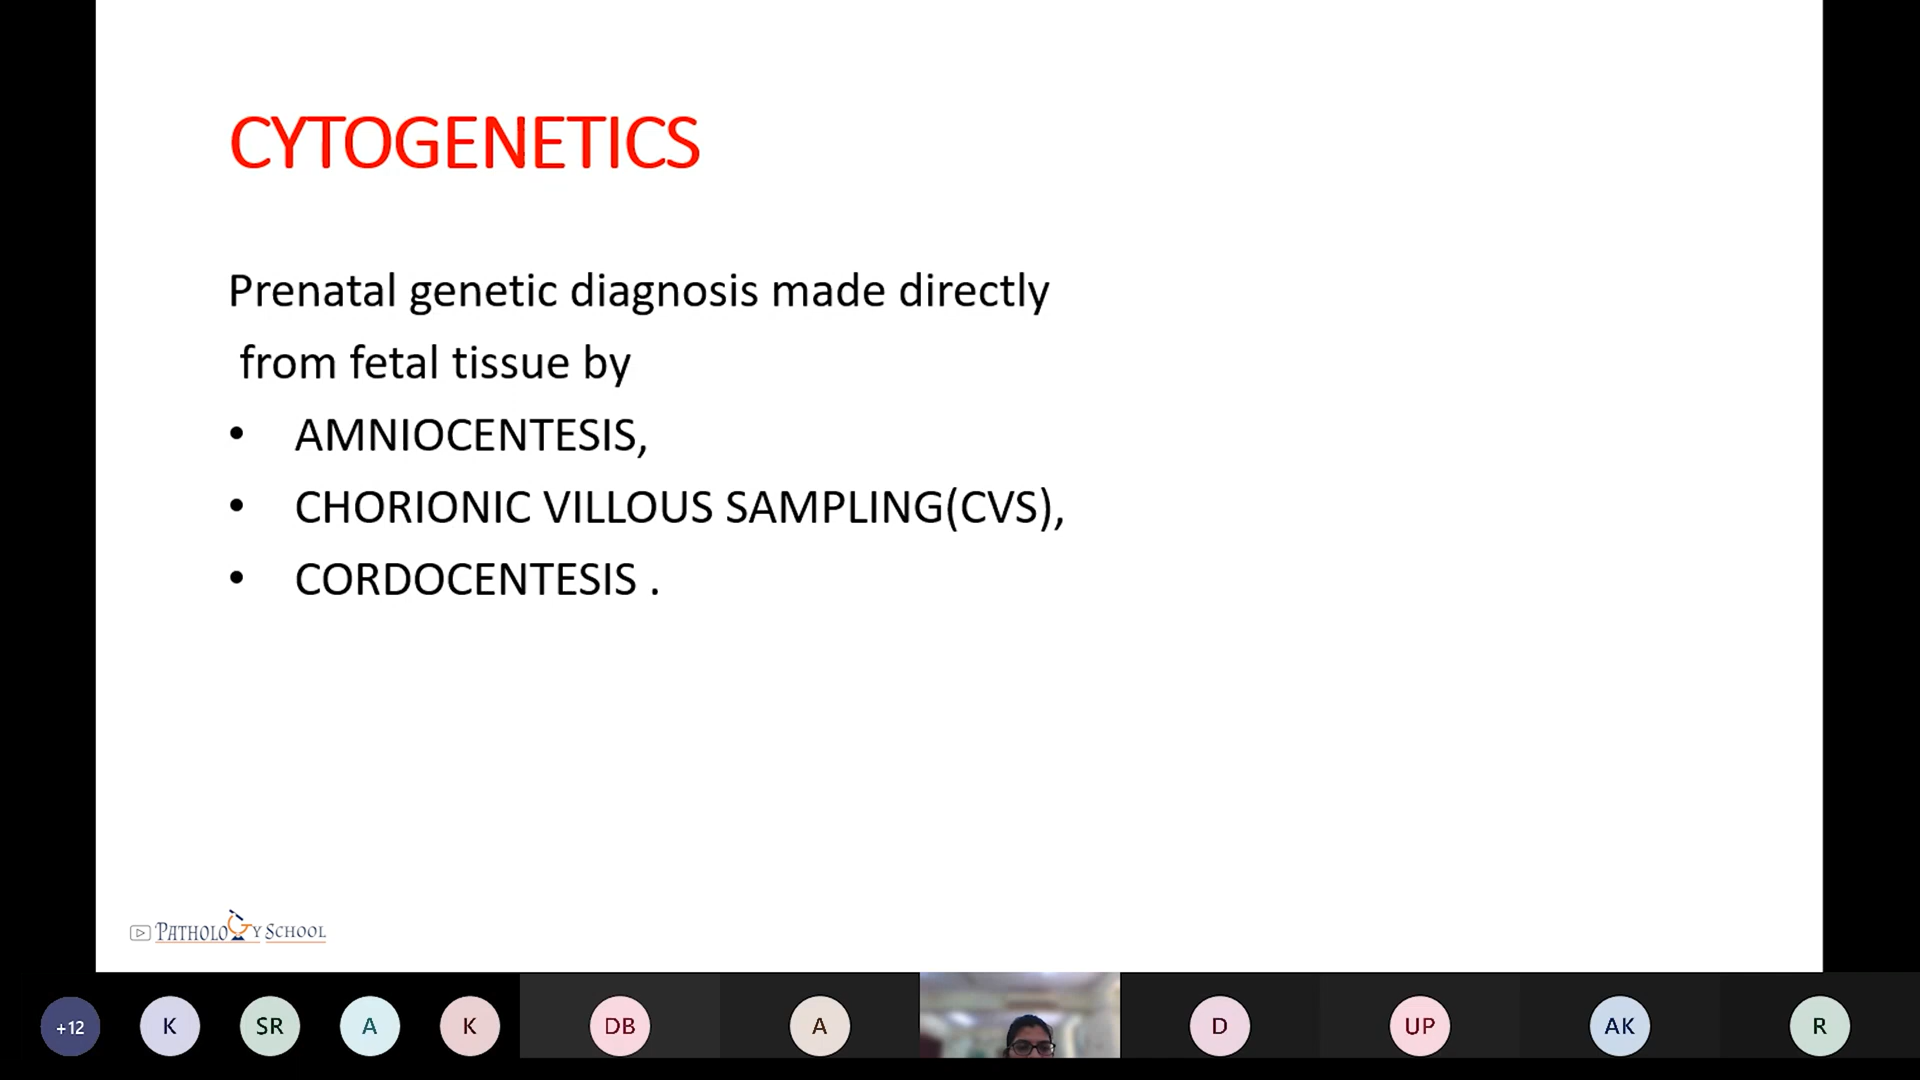 CYTOGENETICS
Prenatal genetic diagnosis made directly
from fetal tissue by
• AMNIOCENTESIS,
• CHORIONIC VILLOUS SAMPLING(CVS),
• CORDOCENTESIS .
PATHOLOGY SCHOOL
+12 K SR A K DB A D UP AK R